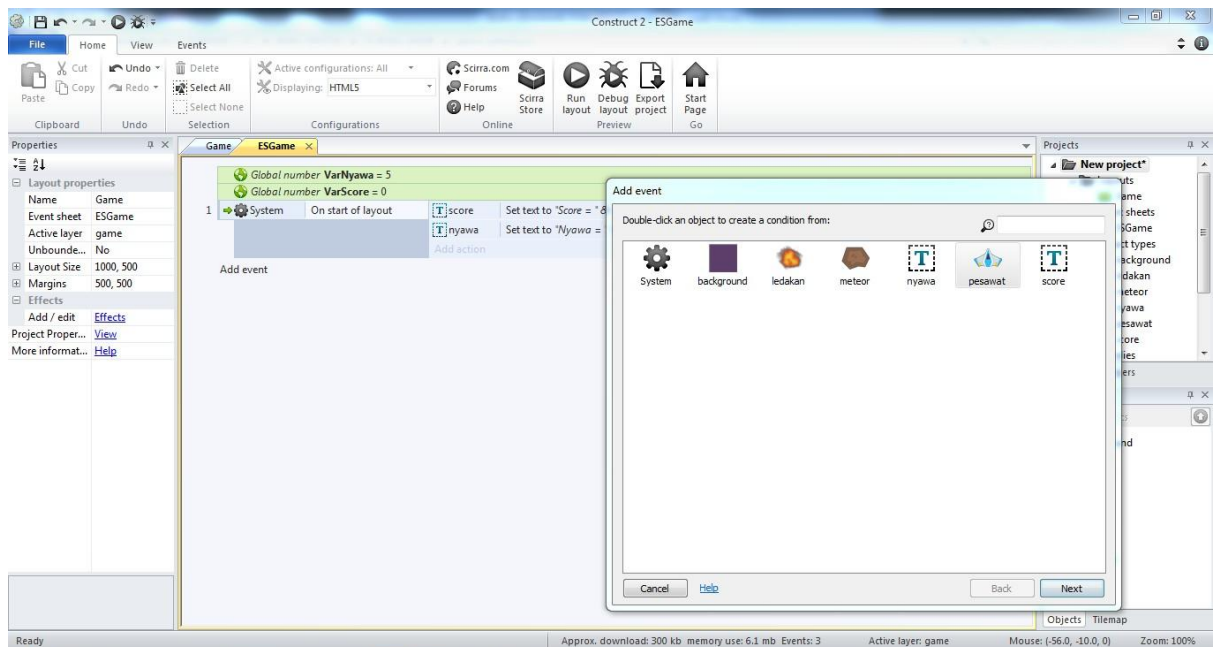 Construct 2 - ESGame
File Home View Events
Paste
Cut
Copy
Clipboard
Undo
Redo
Undo
Delete
Select All
Select None
Selection
Active configurations: All
Displaying: HTML5
Configurations
Scirra.com
Forums
Help
Scirra Store
Online
Run layout
Debug layout
Export project
Preview
Start Page
Go
Properties
Layout properties
Name Game
Event sheet ESGame
Active layer game
Unbounde... No
Layout Size 1000, 500
Margins 500, 500
Effects
Add / edit Effects
Project Proper... View
More informat... Help
Game ESGame
Global number VarNyawa = 5
Global number VarScore = 0
1 System On start of layout T score Set text to "Score = " &
T nyawa Set text to "Nyawa =
Add action
Add event
Add event
Double-click an object to create a condition from:
System background ledakan meteor nyawa pesawat score
Cancel Help Back Next
Projects
New project*
uts
ame
sheets
SGame
ct types
ackground
dakan
eteor
yawa
esawat
core
ies
ers
nd
Objects Tilemap
Ready
Approx. download: 300 kb memory use: 6.1 mb Events: 3 Active layer: game Mouse: (-56.0, -10.0, 0) Zoom: 100%